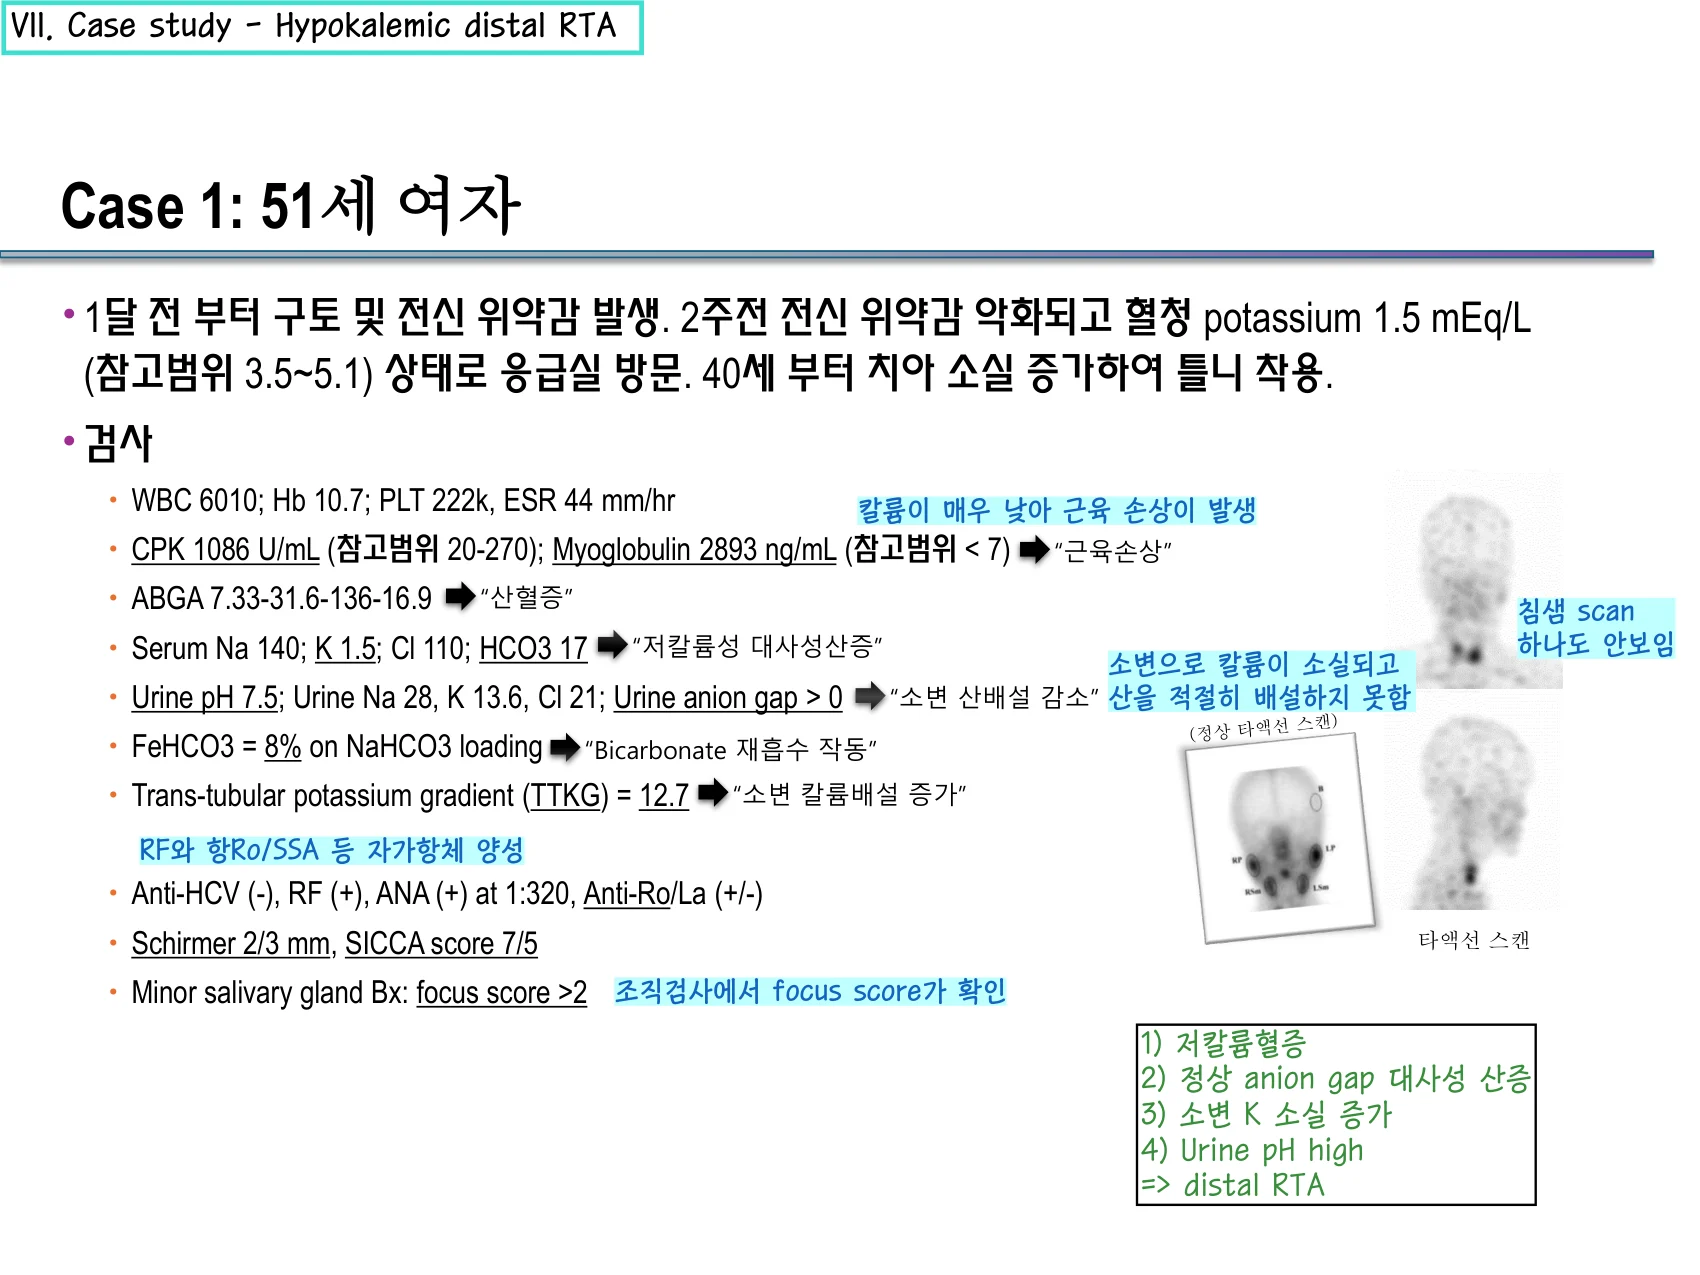 VII. Case study - Hypokalemic distal RTA
Case 1: 51세 여자
• 1달 전 부터 구토 및 전신 위약감 발생. 2주전 전신 위약감 악화되고 혈청 potassium 1.5 mEq/L
(참고범위 3.5~5.1) 상태로 응급실 방문. 40세 부터 치아 소실 증가하여 틀니 착용.
• 검사
• WBC 6010; Hb 10.7; PLT 222k, ESR 44 mm/hr
칼륨이 매우 낮아 근육 손상이 발생
• CPK 1086 U/mL (참고범위 20-270); Myoglobulin 2893 ng/mL (참고범위 < 7) ➡ “근육손상”
• ABGA 7.33-31.6-136-16.9 ➡ “산혈증”
침샘 scan
하나도 안보임
• Serum Na 140; K 1.5; Cl 110; HCO3 17 ➡ “저칼륨성 대사성산증”
소변으로 칼륨이 소실되고
산을 적절히 배설하지 못함
• Urine pH 7.5; Urine Na 28, K 13.6, Cl 21; Urine anion gap > 0 ➡ “소변 산배설 감소”
(정상 타액선 스캔)
• FeHCO3 = 8% on NaHCO3 loading ➡ “Bicarbonate 재흡수 작동”
• Trans-tubular potassium gradient (TTKG) = 12.7 ➡ “소변 칼륨배설 증가”
R
RP
LP
RSm
LSm
RF와 항Ro/SSA 등 자가항체 양성
• Anti-HCV (-), RF (+), ANA (+) at 1:320, Anti-Ro/La (+/-)
• Schirmer 2/3 mm, SICCA score 7/5
타액선 스캔
• Minor salivary gland Bx: focus score >2
조직검사에서 focus score가 확인
1) 저칼륨혈증
2) 정상 anion gap 대사성 산증
3) 소변 K 소실 증가
4) Urine pH high
=> distal RTA